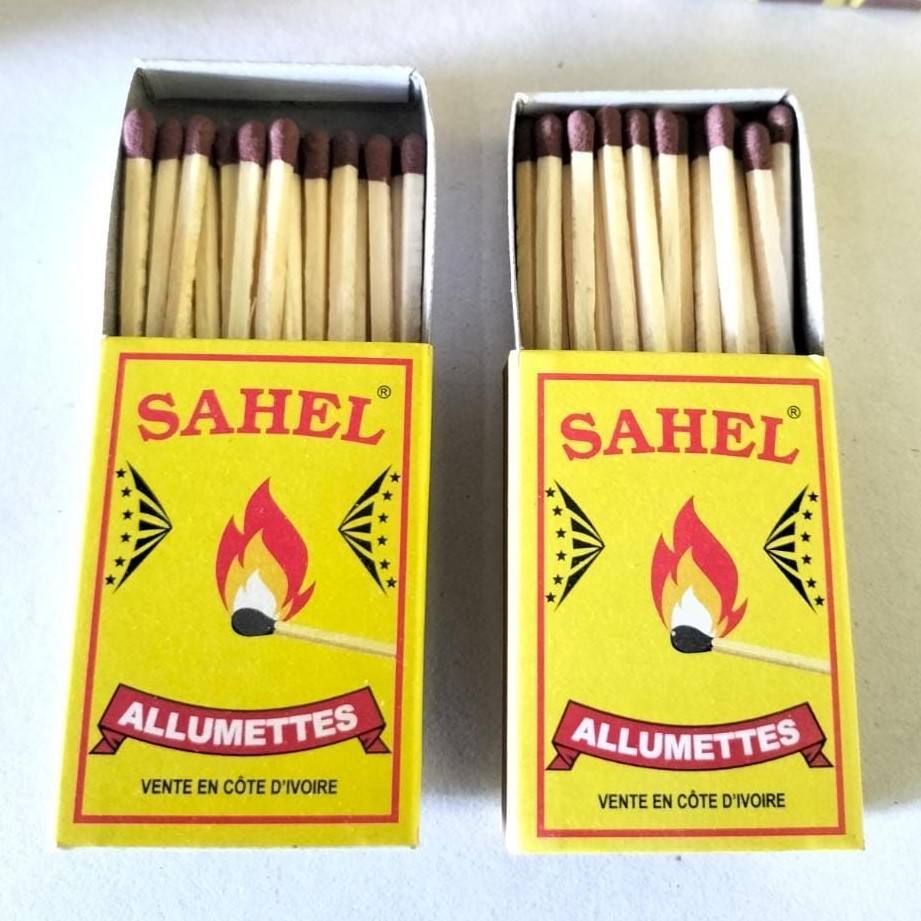 SAHEL®
ALLUMETTES
VENTE EN CÔTE D'IVOIRE
SAHEL®
ALLUMETTES
VENTE EN CÔTE D'IVOIRE